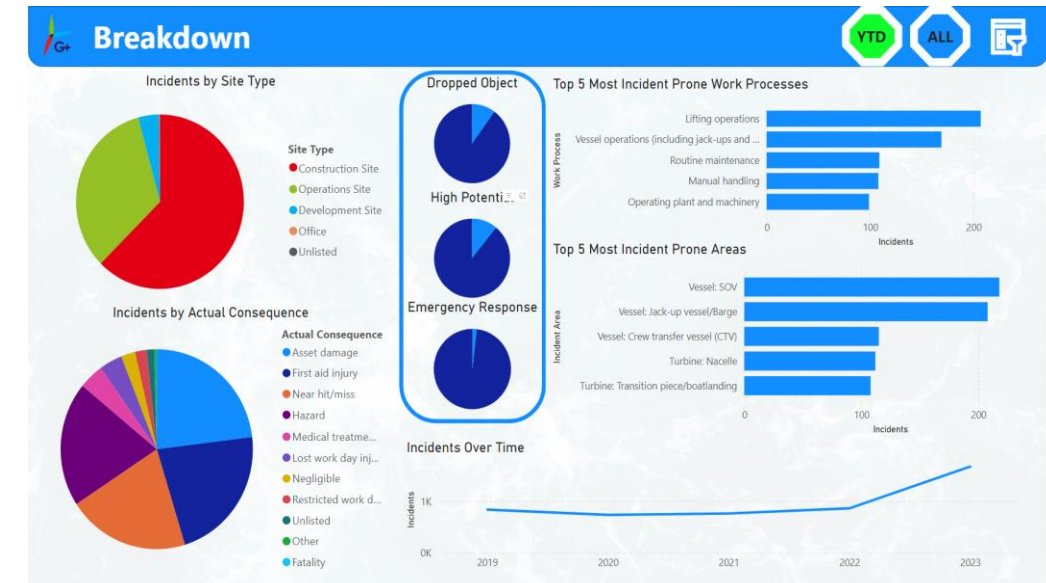 G+
Breakdown
YTD
ALL
Incidents by Site Type
Site Type
Construction Site
Operations Site
Development Site
Office
Unlisted
Incidents by Actual Consequence
Actual Consequence
Asset damage
First aid injury
Near hit/miss
Hazard
Medical treatme...
Lost work day inj...
Negligible
Restricted work d...
Unlisted
Other
Fatality
Dropped Object
High Potenti...
Emergency Response
Top 5 Most Incident Prone Work Processes
Work Process
Lifting operations
Vessel operations (including jack-ups and ...
Routine maintenance
Manual handling
Operating plant and machinery
0 100 200
Incidents
Top 5 Most Incident Prone Areas
Incident Area
Vessel: SOV
Vessel: Jack-up vessel/Barge
Vessel: Crew transfer vessel (CTV)
Turbine: Nacelle
Turbine: Transition piece/boatlanding
0 100 200
Incidents
Incidents Over Time
Incidents
1K
0K
2019 2020 2021 2022 2023